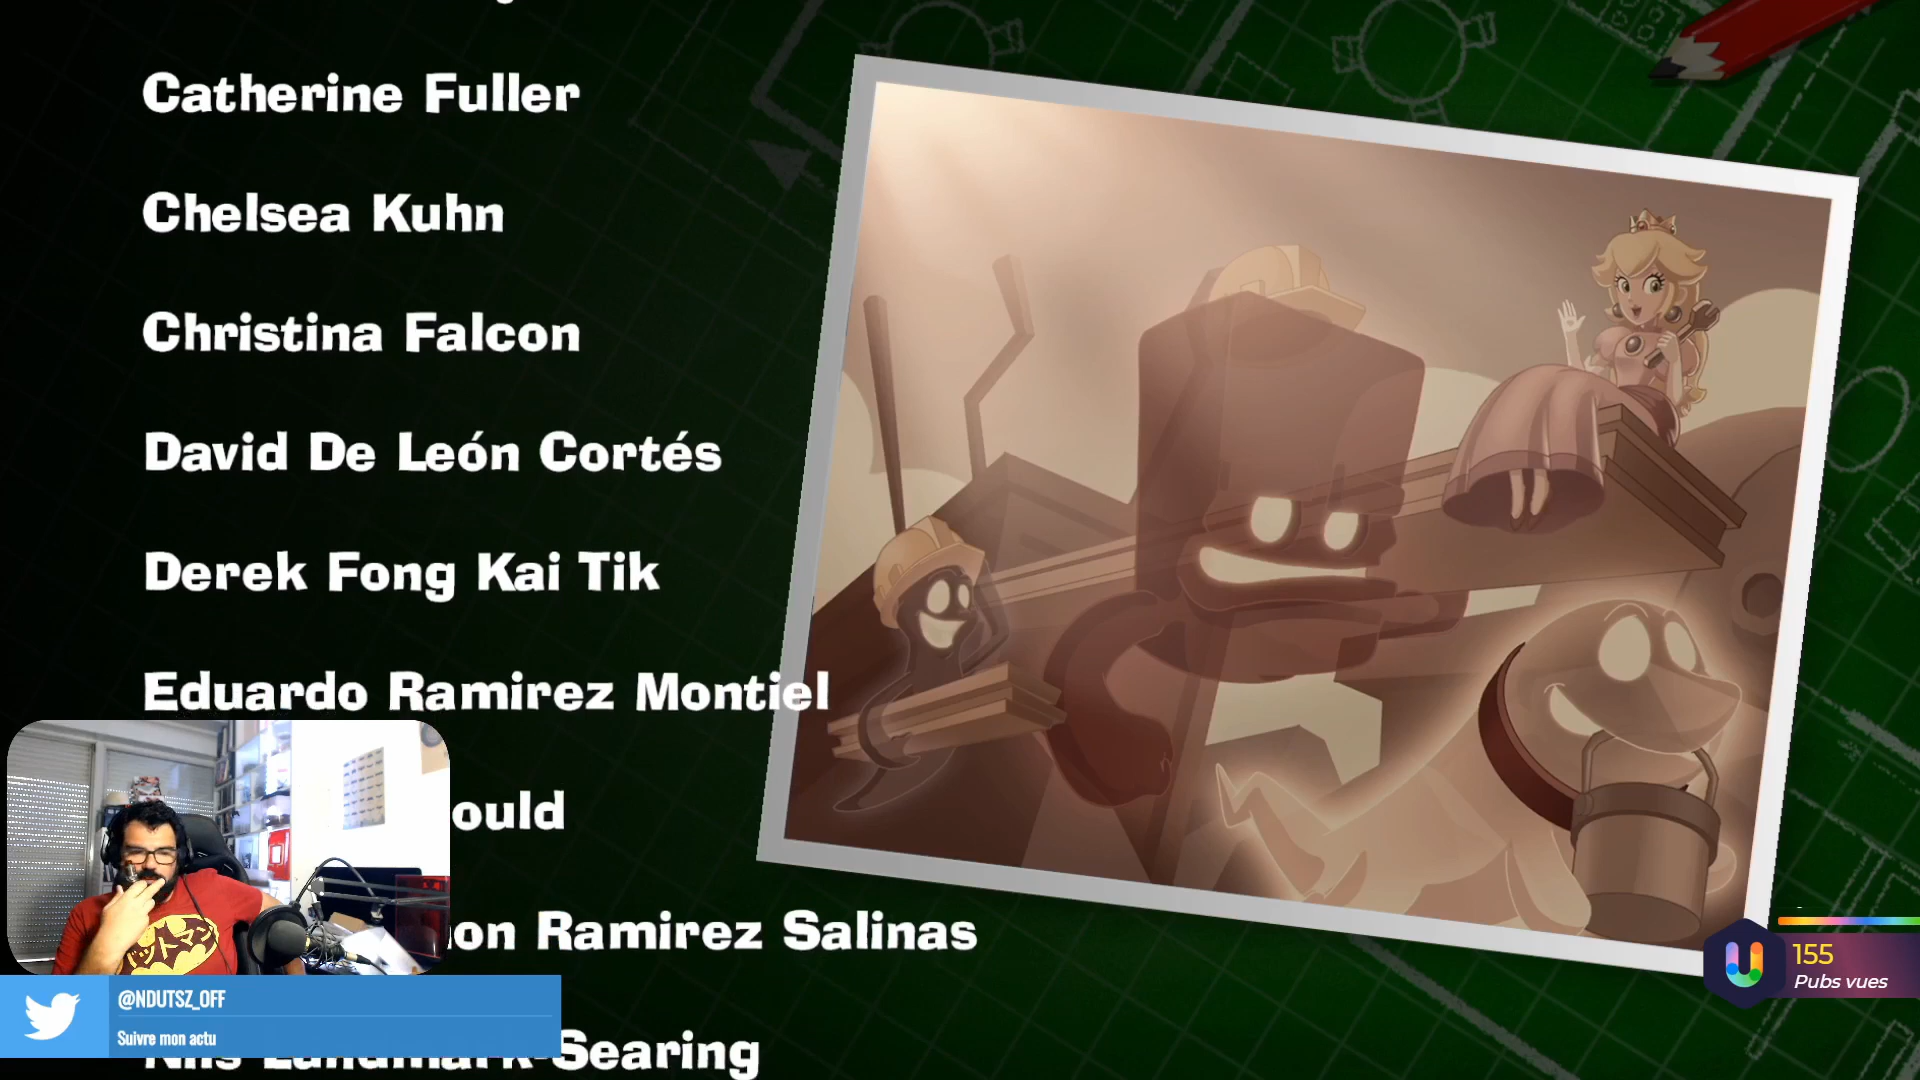 Catherine Fuller
Chelsea Kuhn
Christina Falcon
David De León Cortés
Derek Fong Kai Tik
Eduardo Ramirez Montiel
ould
on Ramirez Salinas
Searing
@NDUTSZ_OFF
Suivre mon actu
155
Pubs vues